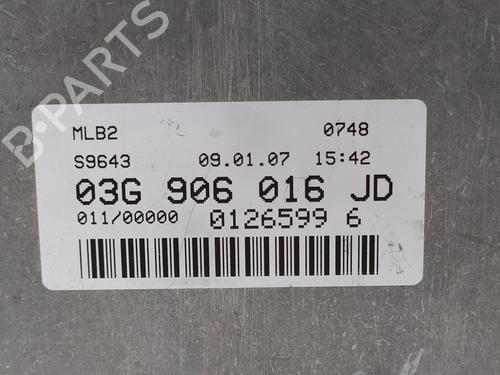 B-PARTS
MLB2 0748
S9643 09.01.07 15:42
03G 906 016 JD
011/00000 0126599 6